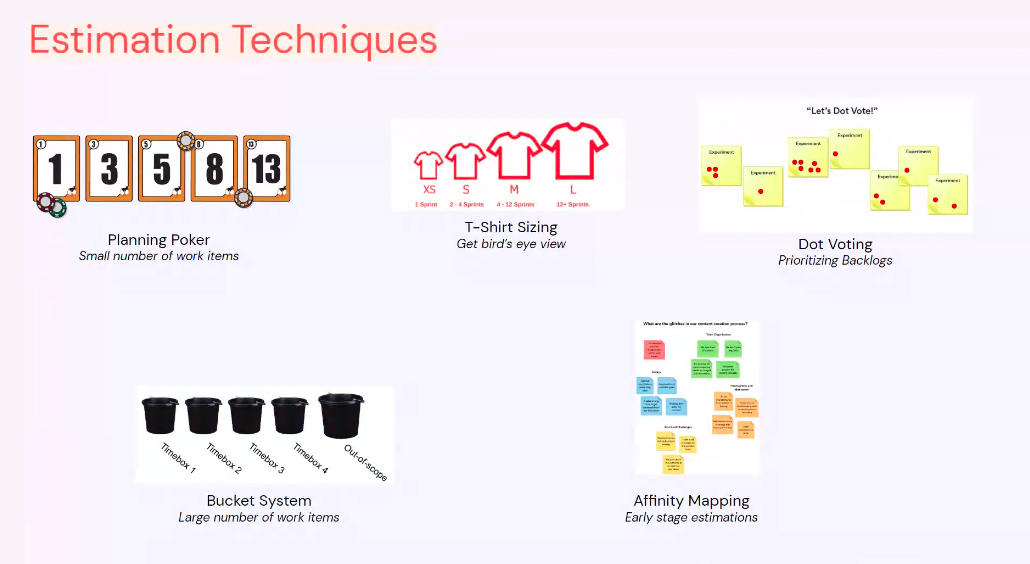 Estimation Techniques
1 3 5 8 13
1 3 5 8 13
Planning Poker
Small number of work items
XS S M L
1 Sprint 2 - 4 Sprints 4 - 12 Sprints 12+ Sprints
T-Shirt Sizing
Get bird's eye view
"Let's Dot Vote!"
Experiment
Experiment
Experiment
Experiment
Experiment
Experiment
Experiment
Dot Voting
Prioritizing Backlogs
Timebox 1
Timebox 2
Timebox 3
Timebox 4
Out-of-scope
Bucket System
Large number of work items
What are the glitches in our content creation process?
Affinity Mapping
Early stage estimations